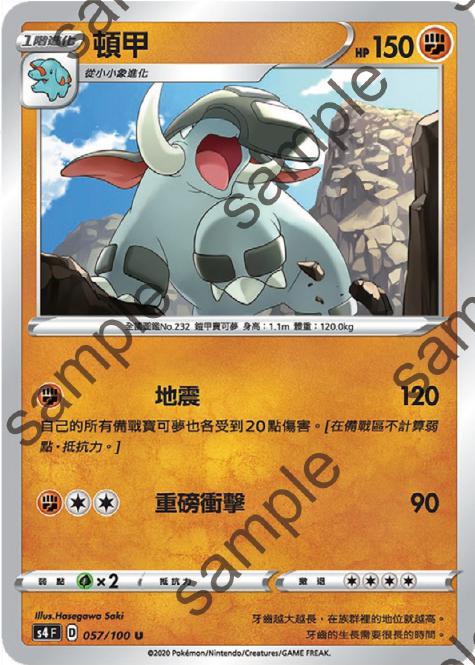 1階進化 頓甲 HP 150
從小小象進化
全國圖鑑No.232 鎧甲寶可夢 身高：1.1m 體重：120.0kg
地震 120
自己的所有備戰寶可夢也各受到20點傷害。[在備戰區不計算弱
點・抵抗力。]
重磅衝擊 90
弱點 ×2 抵抗力 撤退
Illus.Hasegawa Saki
S4 F D 057/100 U
牙齒越大越長，在族群裡的地位就越高。
牙齒的生長需要很長的時間。
©2020 Pokémon/Nintendo/Creatures/GAME FREAK.
sample
sample
sample
sample
sample
sample